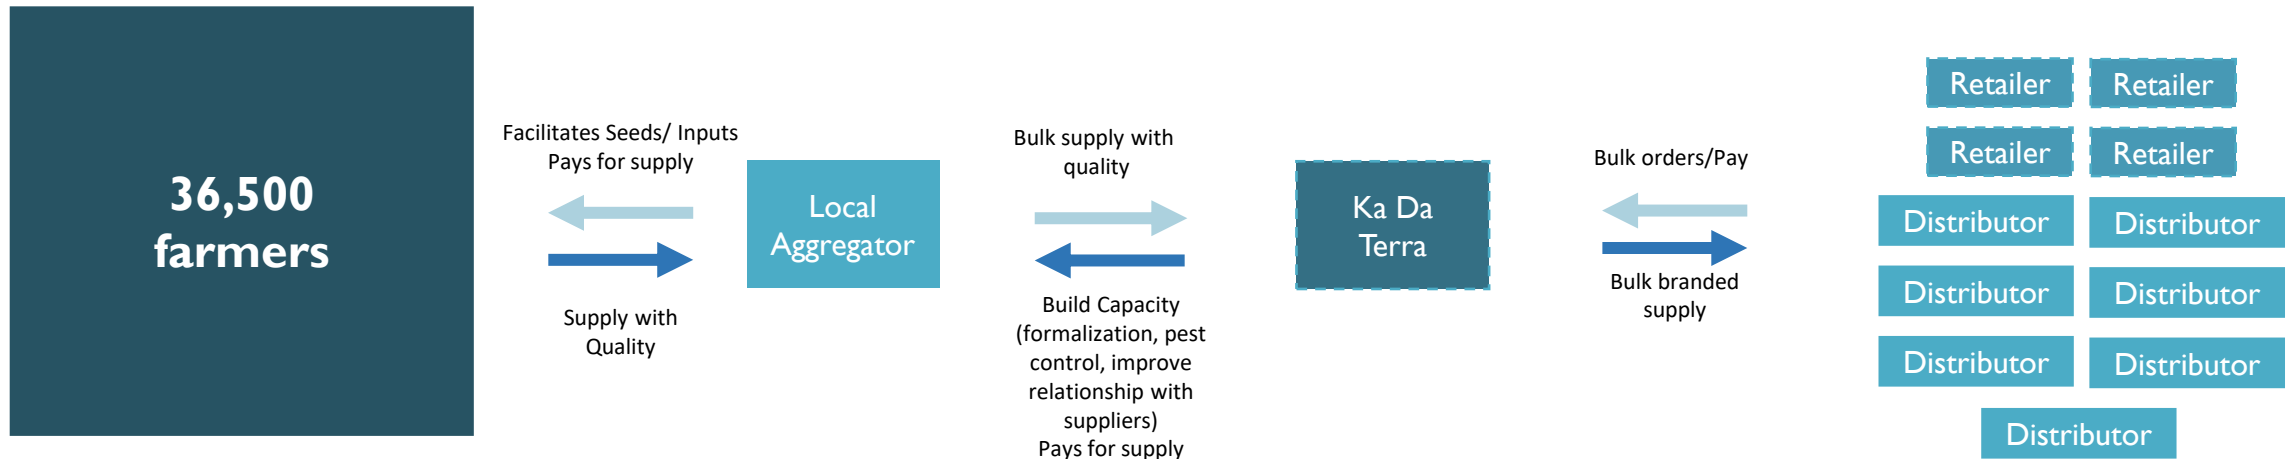 36,500
farmers
Facilitates Seeds/ Inputs
Pays for supply
Supply with
Quality
Local
Aggregator
Bulk supply with
quality
Build Capacity
(formalization, pest
control, improve
relationship with
suppliers)
Pays for supply
Ka Da
Terra
Bulk orders/Pay
Bulk branded
supply
Retailer Retailer
Retailer Retailer
Distributor Distributor
Distributor Distributor
Distributor Distributor
Distributor